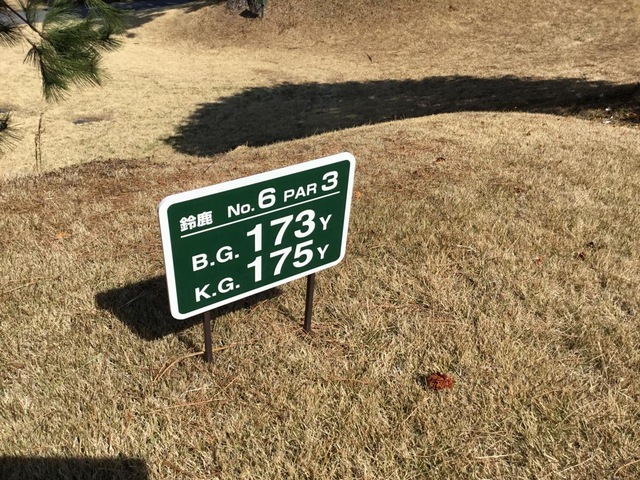 鈴鹿 No. 6 PAR 3
B.G. 173Y
K.G. 175Y